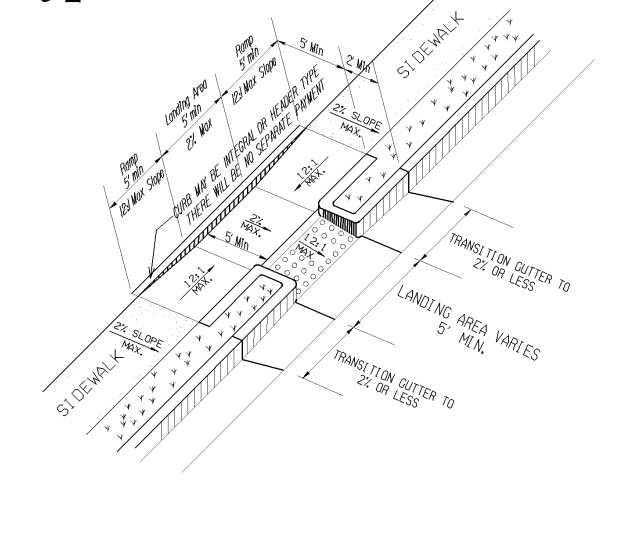 Ramp
5' min
12:1 Max Slope
Landing Area
5' min
2% Max
Ramp
5' min
12:1 Max Slope
5' Min
2' Min
SIDEWALK
CURB MAY BE INTEGRAL OR HEADER TYPE
THERE WILL BE NO SEPARATE PAYMENT
2% SLOPE
MAX.
12:1
MAX.
2%
MAX.
5' Min
12:1
MAX.
12:1
2% SLOPE
MAX.
SIDEWALK
TRANSITION GUTTER TO
2% OR LESS
LANDING AREA VARIES
5' MIN.
TRANSITION GUTTER TO
2% OR LESS